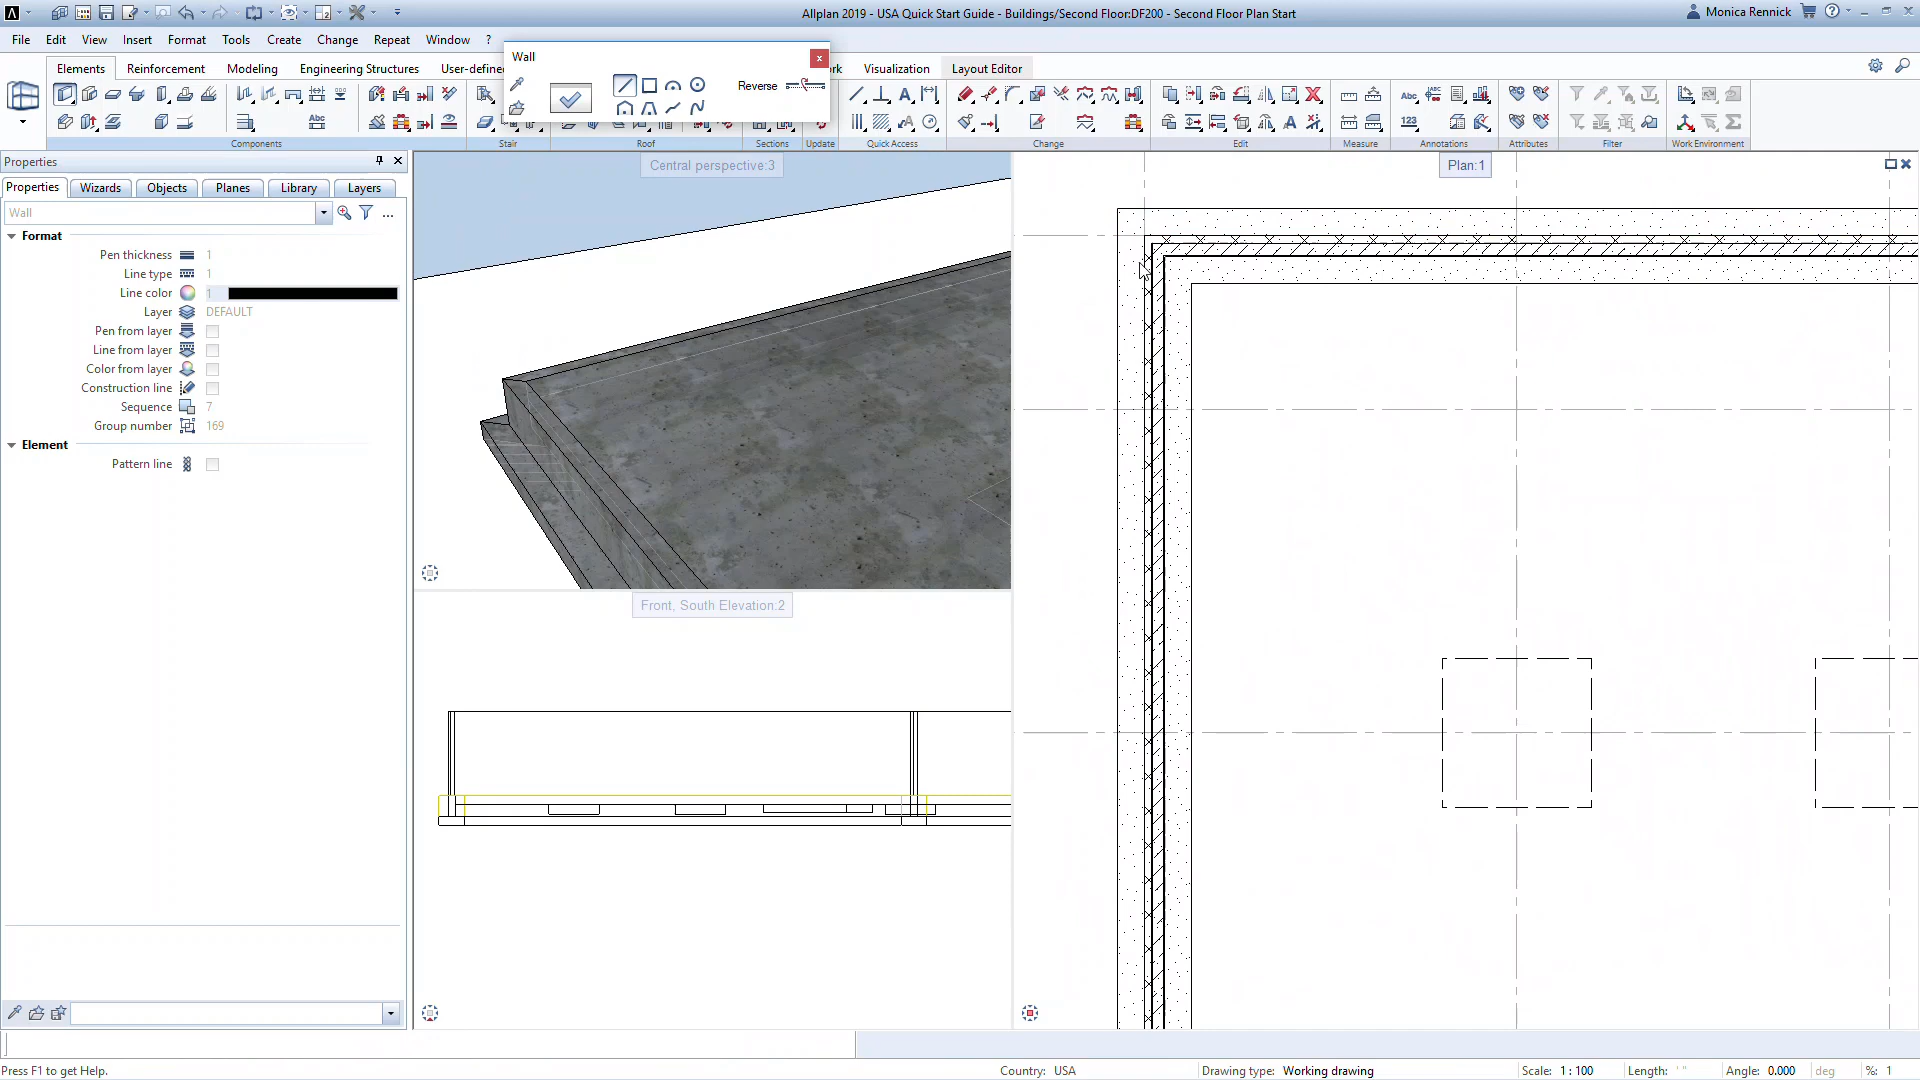 Allplan 2019 - USA Quick Start Guide - Buildings/Second Floor:DF200 - Second Floor Plan Start
Monica Rennick
File Edit View Insert Format Tools Create Change Repeat Window ?
Wall
Elements Reinforcement Modeling Engineering Structures User-define rk Visualization Layout Editor
Reverse
Abc
Abc
123
Components Stair Roof Sections Update Quick Access Change Edit Measure Annotations Attributes Filter Work Environment
Properties
Properties Wizards Objects Planes Library Layers
Wall
...
Format
Pen thickness 1
Line type 1
Line color 1
Layer DEFAULT
Pen from layer
Line from layer
Color from layer
Construction line
Sequence 7
Group number 169
Element
Pattern line
Central perspective:3
Plan:1
Front, South Elevation:2
Press F1 to get Help.
Country: USA
Drawing type: Working drawing
Scale: 1 : 100
Length: ' "
Angle: 0.000
deg
%: 1